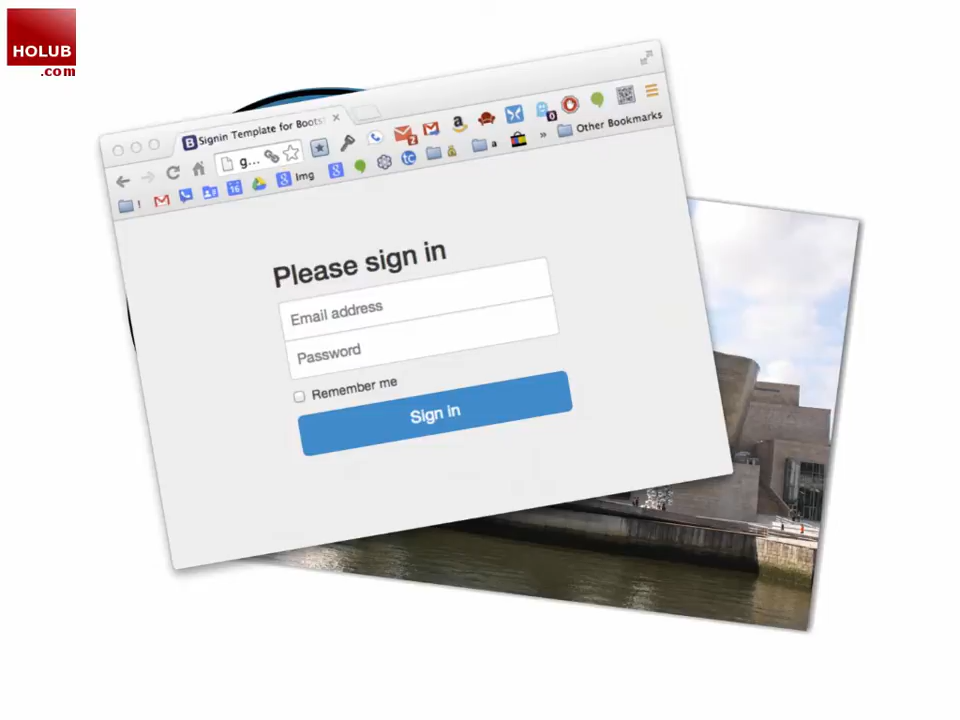 HOLUB
.com
Signin Template for Boots
g...
Other Bookmarks
!
Img
a
Please sign in
Email address
Password
Remember me
Sign in